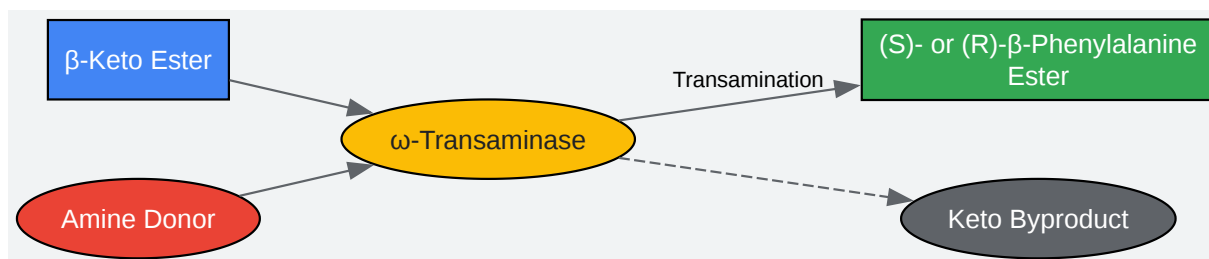 β-Keto Ester
Amine Donor
ω-Transaminase
Transamination
(S)- or (R)-β-Phenylalanine
Ester
Keto Byproduct